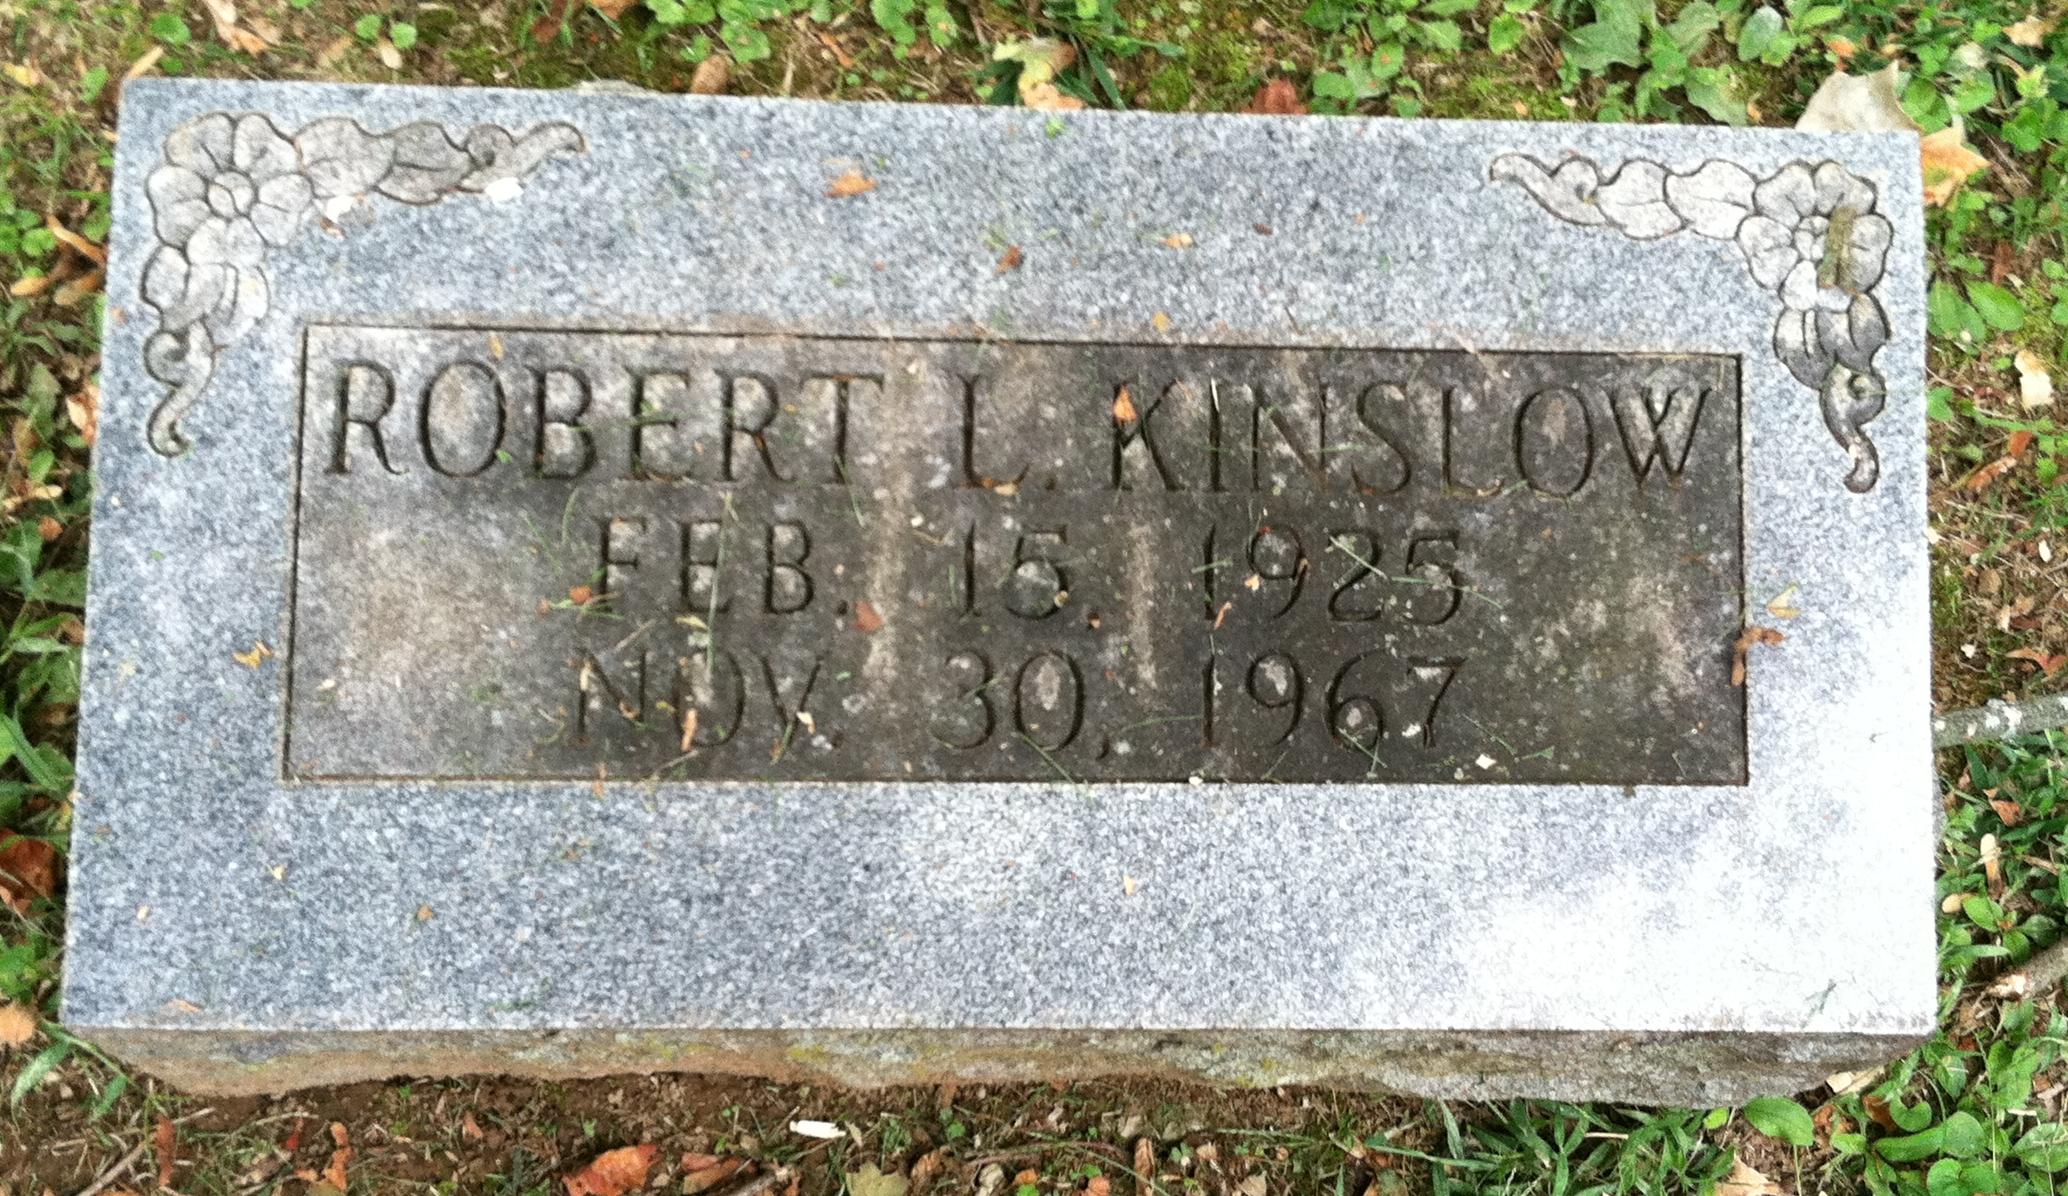 ROBERT L. KINSLOW
FEB. 15, 1925
NOV. 30, 1967